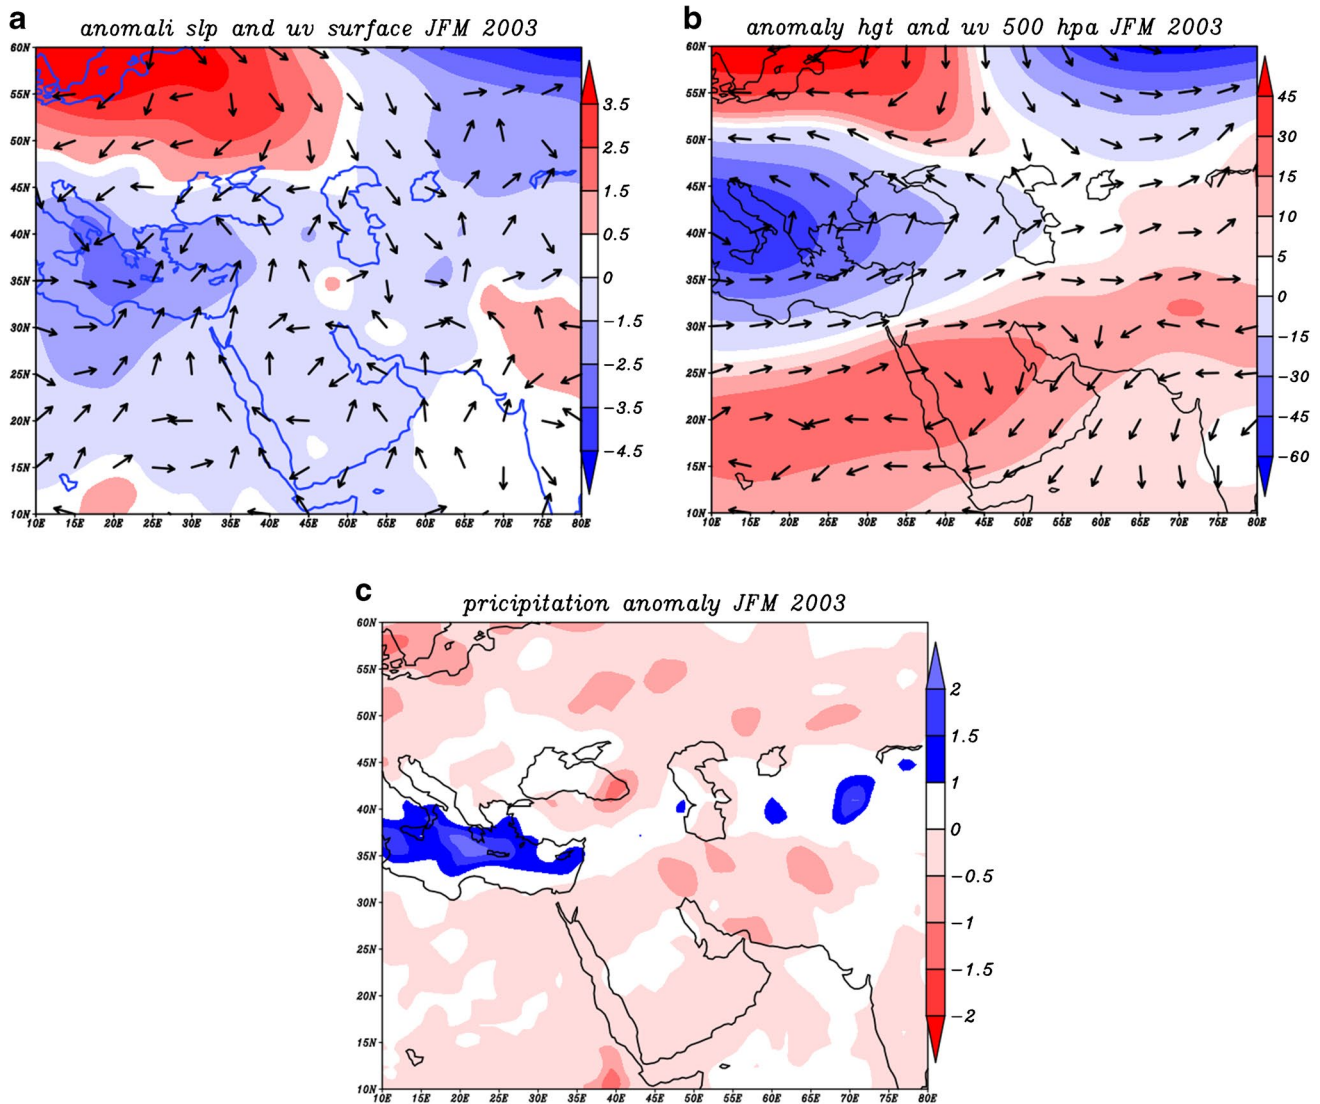 a
anomali slp and uv surface JFM 2003
60N
55N
50N
45N
40N
35N
30N
25N
20N
15N
10N
10E 15E 20E 25E 30E 35E 40E 45E 50E 55E 60E 65E 70E 75E 80E
3.5
2.5
1.5
0.5
0
−1.5
−2.5
−3.5
−4.5
b
anomaly hgt and uv 500 hpa JFM 2003
60N
55N
50N
45N
40N
35N
30N
25N
20N
15N
10N
10E 15E 20E 25E 30E 35E 40E 45E 50E 55E 60E 65E 70E 75E 80E
45
30
15
10
5
0
−15
−30
−45
−60
c
pricipitation anomaly JFM 2003
60N
55N
50N
45N
40N
35N
30N
25N
20N
15N
10N
10E 15E 20E 25E 30E 35E 40E 45E 50E 55E 60E 65E 70E 75E 80E
2
1.5
1
0
−0.5
−1
−1.5
−2